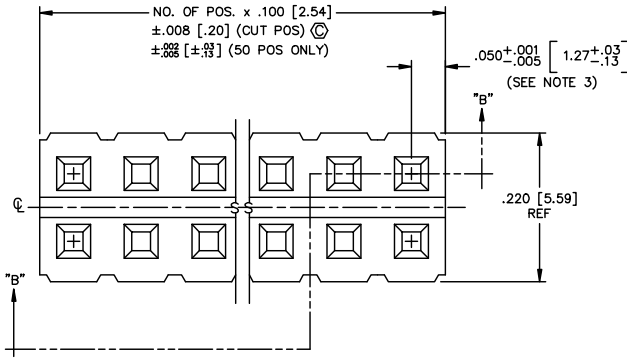 NO. OF POS. x .100 [2.54]
±.008 [.20] (CUT POS) C
±.002/.005 [±.03/.13] (50 POS ONLY)
.050 +.001 -.005 [1.27 +.03 -.13]
(SEE NOTE 3)
"B"
.220 [5.59]
REF
CL
S S
"B"